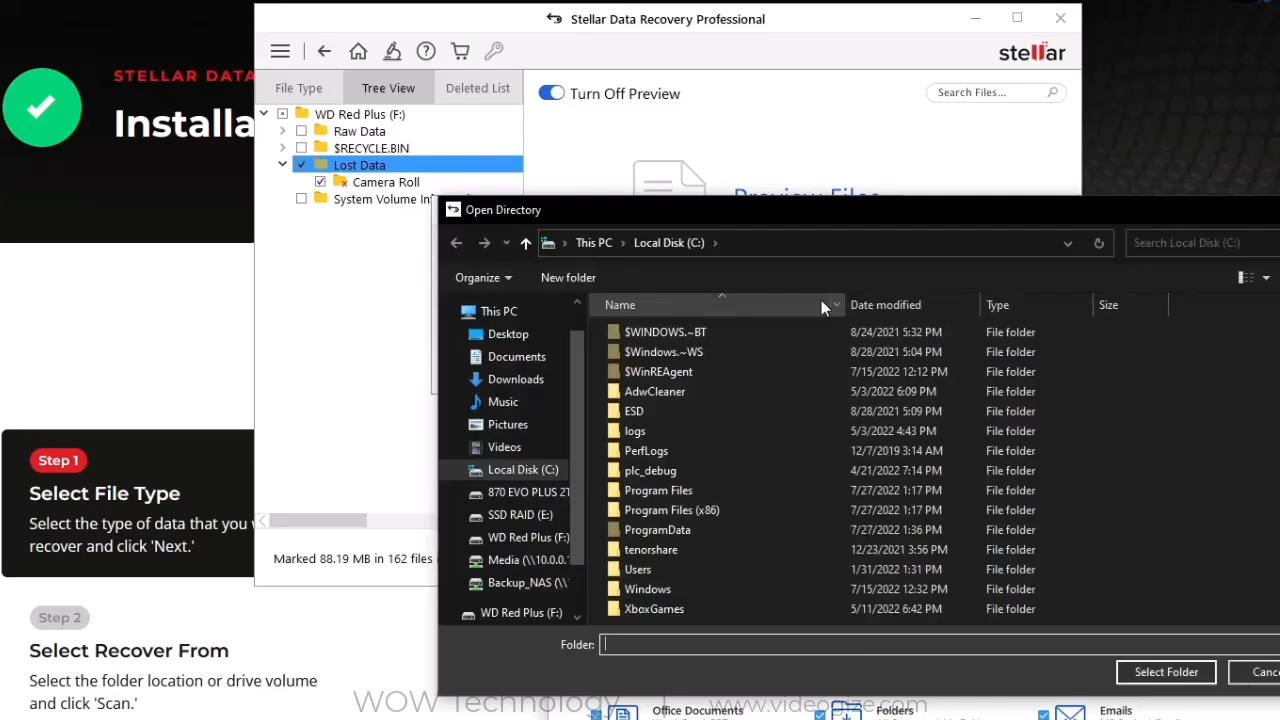 Stellar Data Recovery Professional
stellar
STELLAR DATA
Installa
File Type
Tree View
Deleted List
Turn Off Preview
Search Files...
WD Red Plus (F:)
Raw Data
$RECYCLE.BIN
Lost Data
Camera Roll
System Volume Inf
Preview Files
Open Directory
This PC > Local Disk (C:) >
Search Local Disk (C:)
Organize
New folder
Name
Date modified
Type
Size
This PC
Desktop
Documents
Downloads
Music
Pictures
Videos
Local Disk (C:)
870 EVO PLUS 2T
SSD RAID (E:)
WD Red Plus (F:)
Media (\\10.0.0.
Backup_NAS (\\
WD Red Plus (F:)
$WINDOWS.~BT 8/24/2021 5:32 PM File folder
$Windows.~WS 8/28/2021 5:04 PM File folder
$WinREAgent 7/15/2022 12:12 PM File folder
AdwCleaner 5/3/2022 6:09 PM File folder
ESD 8/28/2021 5:09 PM File folder
logs 5/3/2022 4:43 PM File folder
PerfLogs 12/7/2019 3:14 AM File folder
plc_debug 4/21/2022 7:14 PM File folder
Program Files 7/27/2022 1:17 PM File folder
Program Files (x86) 7/27/2022 1:17 PM File folder
ProgramData 7/27/2022 1:36 PM File folder
tenorshare 12/23/2021 3:56 PM File folder
Users 1/31/2022 1:31 PM File folder
Windows 7/15/2022 12:32 PM File folder
XboxGames 5/11/2022 6:42 PM File folder
Folder:
Select Folder
Cance
Marked 88.19 MB in 162 files
Step 1
Select File Type
Select the type of data that you
recover and click 'Next.'
Step 2
Select Recover From
Select the folder location or drive volume
and click 'Scan.'
WOW Technology | www.videogize.com
Office Documents
Folders
Emails